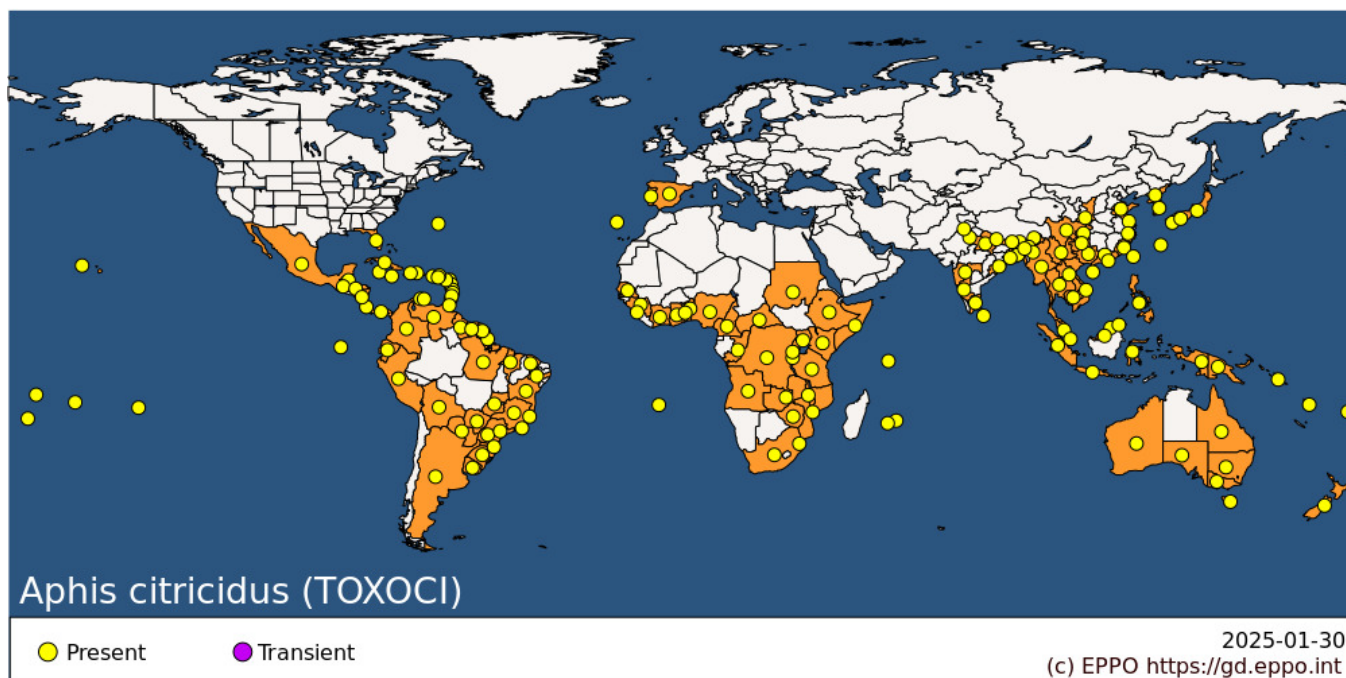 Aphis citricidus (TOXOCI)
Present
Transient
2025-01-30
(c) EPPO https://gd.eppo.int